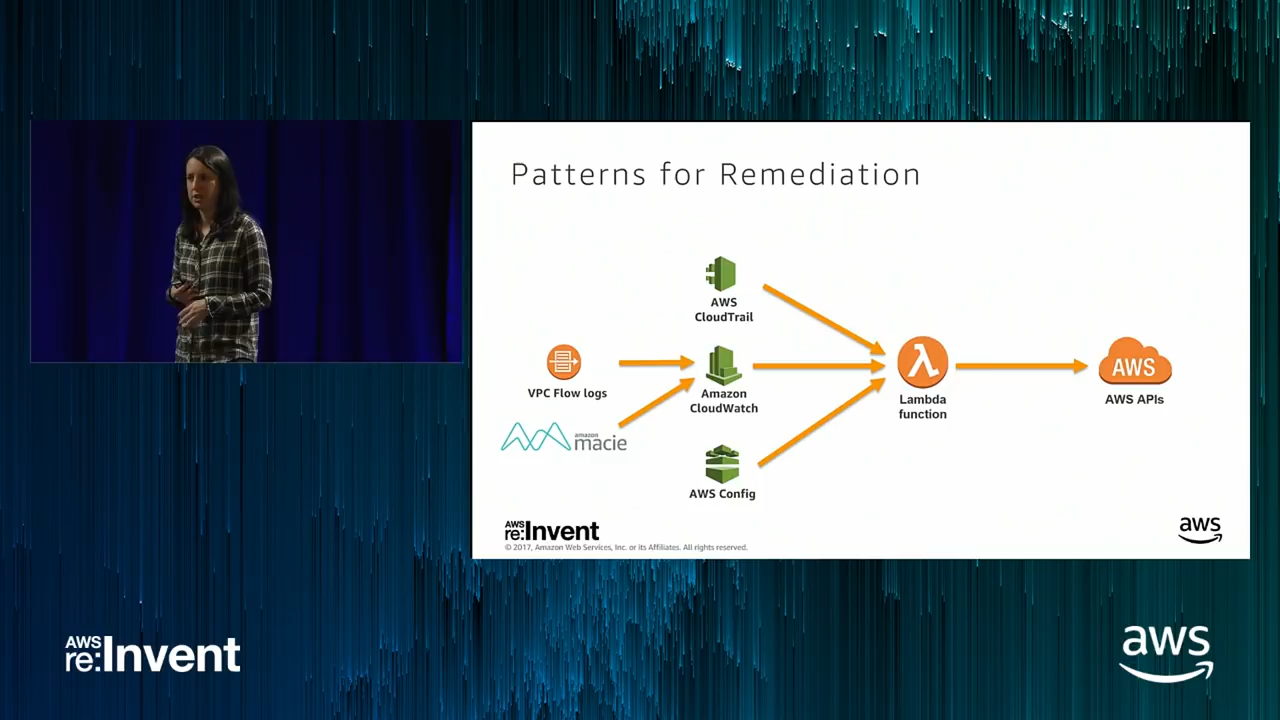 Patterns for Remediation
AWS
CloudTrail
VPC Flow logs
Amazon
CloudWatch
Lambda
function
AWS
AWS APIs
amazon
macie
AWS Config
AWS
re:Invent
© 2017, Amazon Web Services, Inc. or its Affiliates. All rights reserved.
aws
AWS
re:Invent
aws